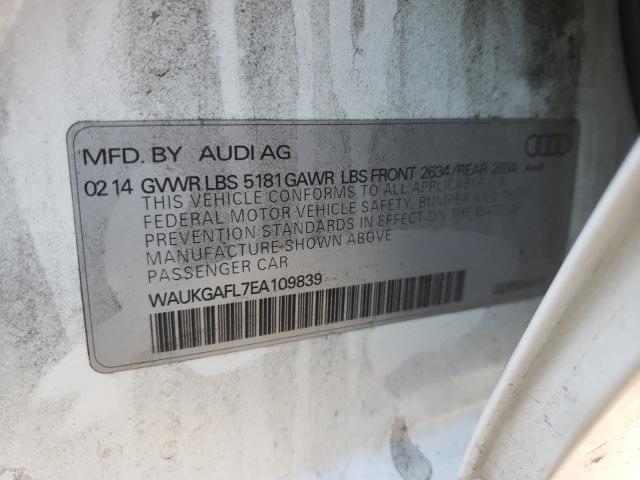 MFD. BY AUDI AG
02 14 GVWR LBS 5181 GAWR LBS FRONT 2634/REAR 2634
THIS VEHICLE CONFORMS TO ALL APPLICABLE U.S.
FEDERAL MOTOR VEHICLE SAFETY, BUMPER AND THEFT
PREVENTION STANDARDS IN EFFECT ON THE DATE OF
MANUFACTURE SHOWN ABOVE
PASSENGER CAR
WAUKGAFL7EA109839
GERMANY